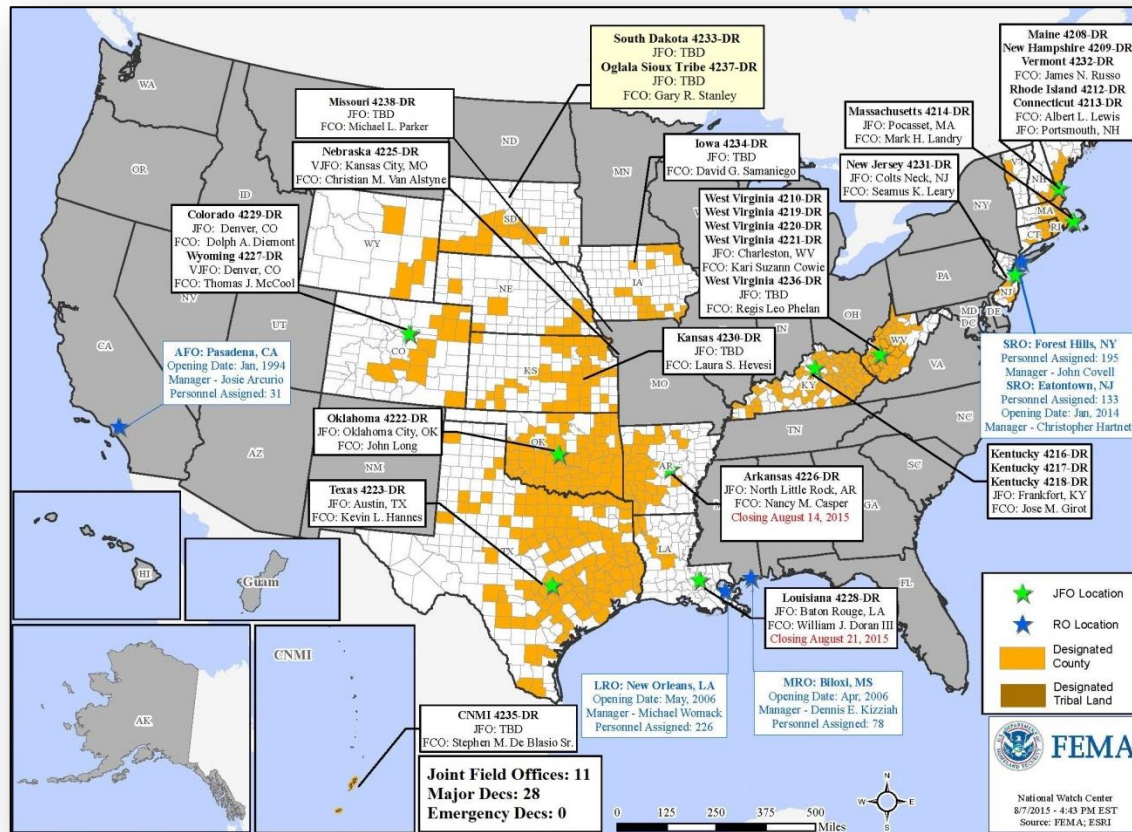 South Dakota 4233-DR
JFO: TBD
Oglala Sioux Tribe 4237-DR
JFO: TBD
FCO: Gary R. Stanley
Maine 4208-DR
New Hampshire 4209-DR
Vermont 4232-DR
FCO: James N. Russo
Rhode Island 4212-DR
Connecticut 4213-DR
FCO: Albert L. Lewis
JFO: Portsmouth, NH
Missouri 4238-DR
JFO: TBD
FCO: Michael L. Parker
Massachusetts 4214-DR
JFO: Pocasset, MA
FCO: Mark H. Landry
Nebraska 4225-DR
VJFO: Kansas City, MO
FCO: Christian M. Van Alstyne
Iowa 4234-DR
JFO: TBD
FCO: David G. Samaniego
New Jersey 4231-DR
JFO: Colts Neck, NJ
FCO: Seamus K. Leary
Colorado 4229-DR
JFO: Denver, CO
FCO: Dolph A. Diemont
Wyoming 4227-DR
VJFO: Denver, CO
FCO: Thomas J. McCool
West Virginia 4210-DR
West Virginia 4219-DR
West Virginia 4220-DR
West Virginia 4221-DR
JFO: Charleston, WV
FCO: Kari Suzann Cowie
West Virginia 4236-DR
JFO: TBD
FCO: Regis Leo Phelan
Kansas 4230-DR
JFO: TBD
FCO: Laura S. Hevesi
AFO: Pasadena, CA
Opening Date: Jan, 1994
Manager - Josie Arcurio
Personnel Assigned: 31
SRO: Forest Hills, NY
Personnel Assigned: 195
Manager - John Covell
SRO: Eatontown, NJ
Personnel Assigned: 133
Opening Date: Jan, 2014
Manager - Christopher Hartnet
Oklahoma 4222-DR
JFO: Oklahoma City, OK
FCO: John Long
Texas 4223-DR
JFO: Austin, TX
FCO: Kevin L. Hannes
Arkansas 4226-DR
JFO: North Little Rock, AR
FCO: Nancy M. Casper
Closing August 14, 2015
Kentucky 4216-DR
Kentucky 4217-DR
Kentucky 4218-DR
JFO: Frankfort, KY
FCO: Jose M. Girot
Louisiana 4228-DR
JFO: Baton Rouge, LA
FCO: William J. Doran III
Closing August 21, 2015
LRO: New Orleans, LA
Opening Date: May, 2006
Manager - Michael Womack
Personnel Assigned: 226
MRO: Biloxi, MS
Opening Date: Apr, 2006
Manager - Dennis E. Kizziah
Personnel Assigned: 78
CNMI 4235-DR
JFO: TBD
FCO: Stephen M. De Blasio Sr.
Joint Field Offices: 11
Major Decs: 28
Emergency Decs: 0
WA
OR
ID
ND
MN
SD
WY
NV
UT
CA
CO
NE
IA
KS
MO
AZ
NM
OK
TX
AR
LA
IN
OH
KY
TN
WV
VA
NC
SC
GA
FL
PA
NY
NJ
MD
DC
DE
VT
NH
MA
CT
RI
HI
Guam
AK
CNMI
JFO Location
RO Location
Designated
County
Designated
Tribal Land
U.S. DEPARTMENT OF HOMELAND SECURITY
FEMA
National Watch Center
8/7/2015 - 4:43 PM EST
Source: FEMA; ESRI
N
W
E
S
0 125 250 375 500
Miles